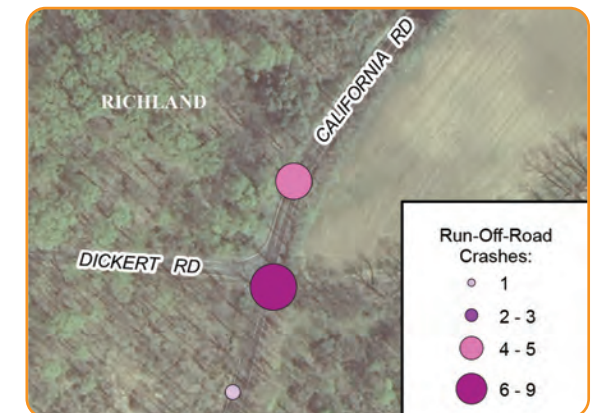 CALIFORNIA RD
RICHLAND
DICKERT RD
Run-Off-Road
Crashes:
1
2 - 3
4 - 5
6 - 9